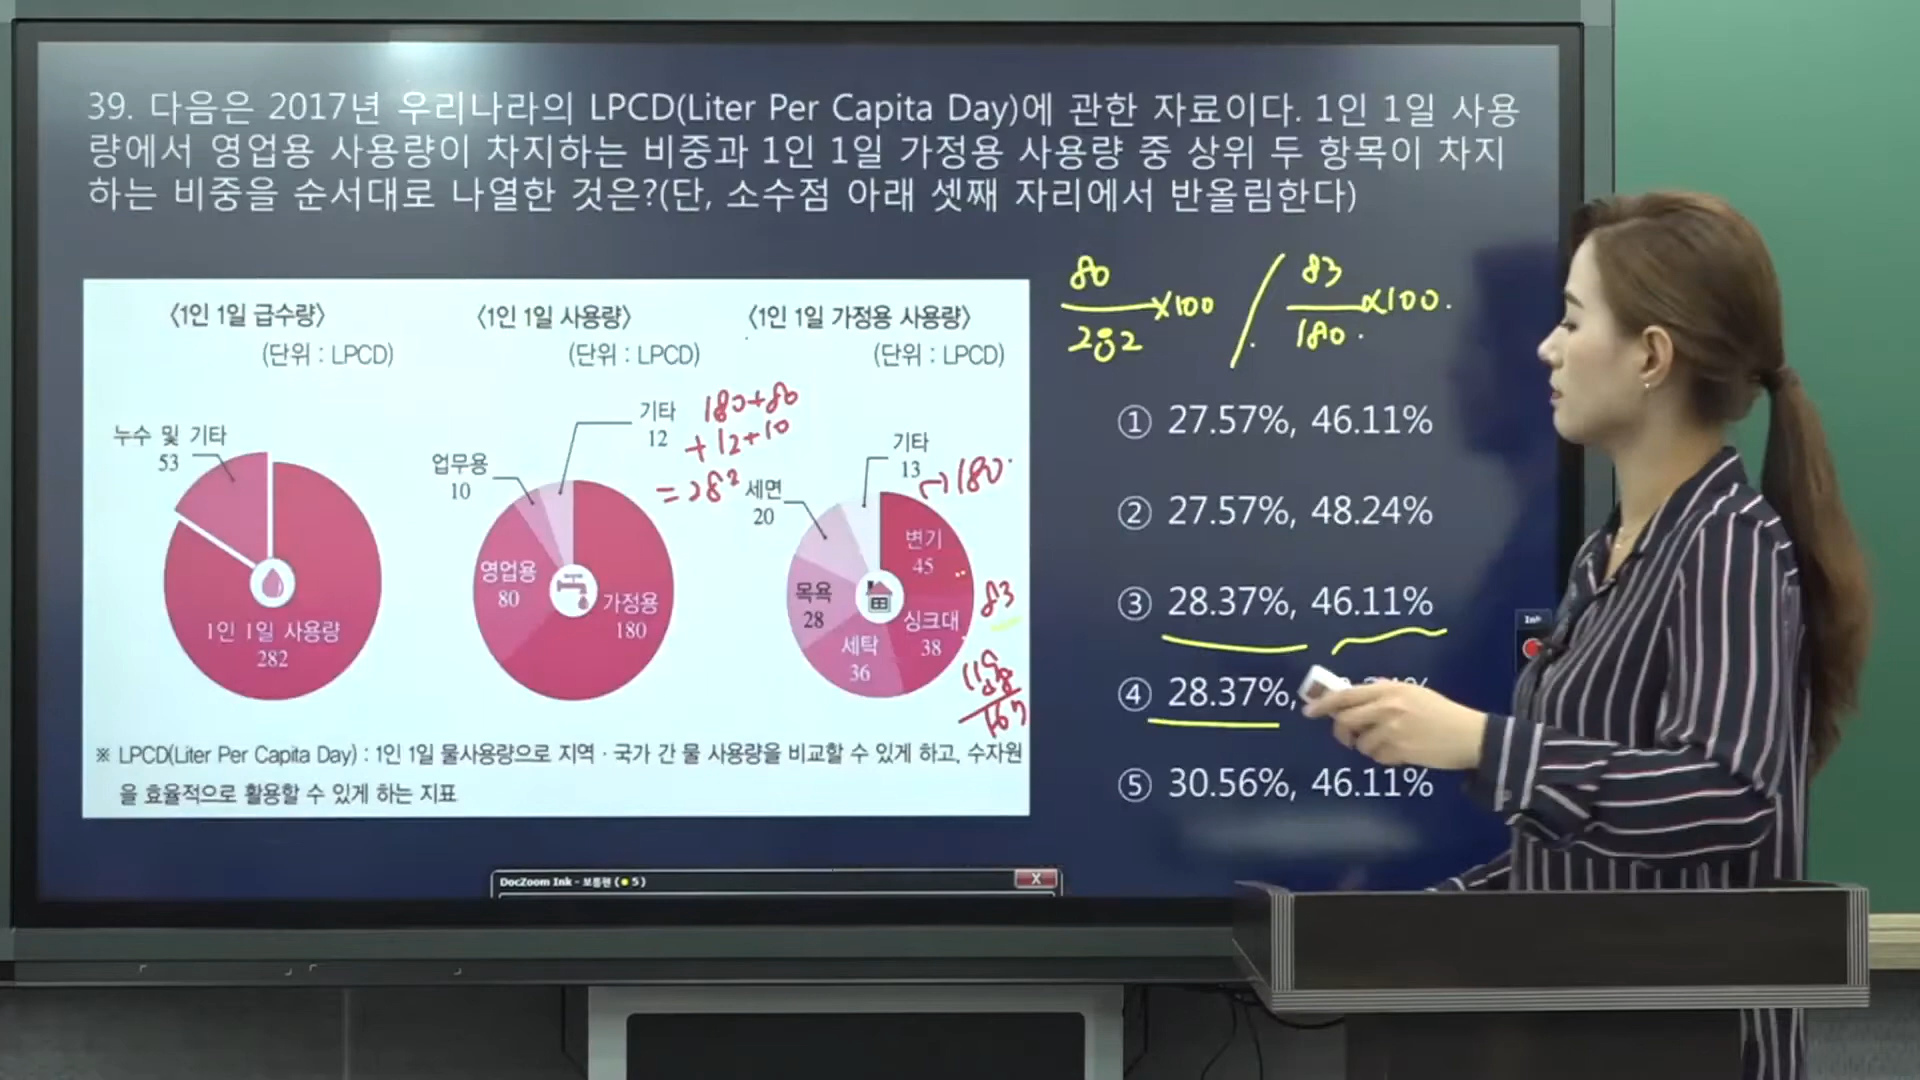 39. 다음은 2017년 우리나라의 LPCD(Liter Per Capita Day)에 관한 자료이다. 1인 1일 사용
량에서 영업용 사용량이 차지하는 비중과 1인 1일 가정용 사용량 중 상위 두 항목이 차지
하는 비중을 순서대로 나열한 것은?(단, 소수점 아래 셋째 자리에서 반올림한다)
〈1인 1일 급수량〉
(단위 : LPCD)
누수 및 기타
53
1인 1일 사용량
282
〈1인 1일 사용량〉
(단위 : LPCD)
기타
12
업무용
10
영업용
80
가정용
180
180+80
+12+10
=282
〈1인 1일 가정용 사용량〉
(단위 : LPCD)
기타
13
180
세면
20
변기
45
목욕
28
싱크대
38
세탁
36
83
167
※ LPCD(Liter Per Capita Day) : 1인 1일 물사용량으로 지역 · 국가 간 물 사용량을 비교할 수 있게 하고, 수자원
을 효율적으로 활용할 수 있게 하는 지표
80
282
×100
/
83
180
×100
① 27.57%, 46.11%
② 27.57%, 48.24%
③ 28.37%, 46.11%
④ 28.37%,
⑤ 30.56%, 46.11%
Ink
DocZoom Ink - 보통펜 ( 5 )
X